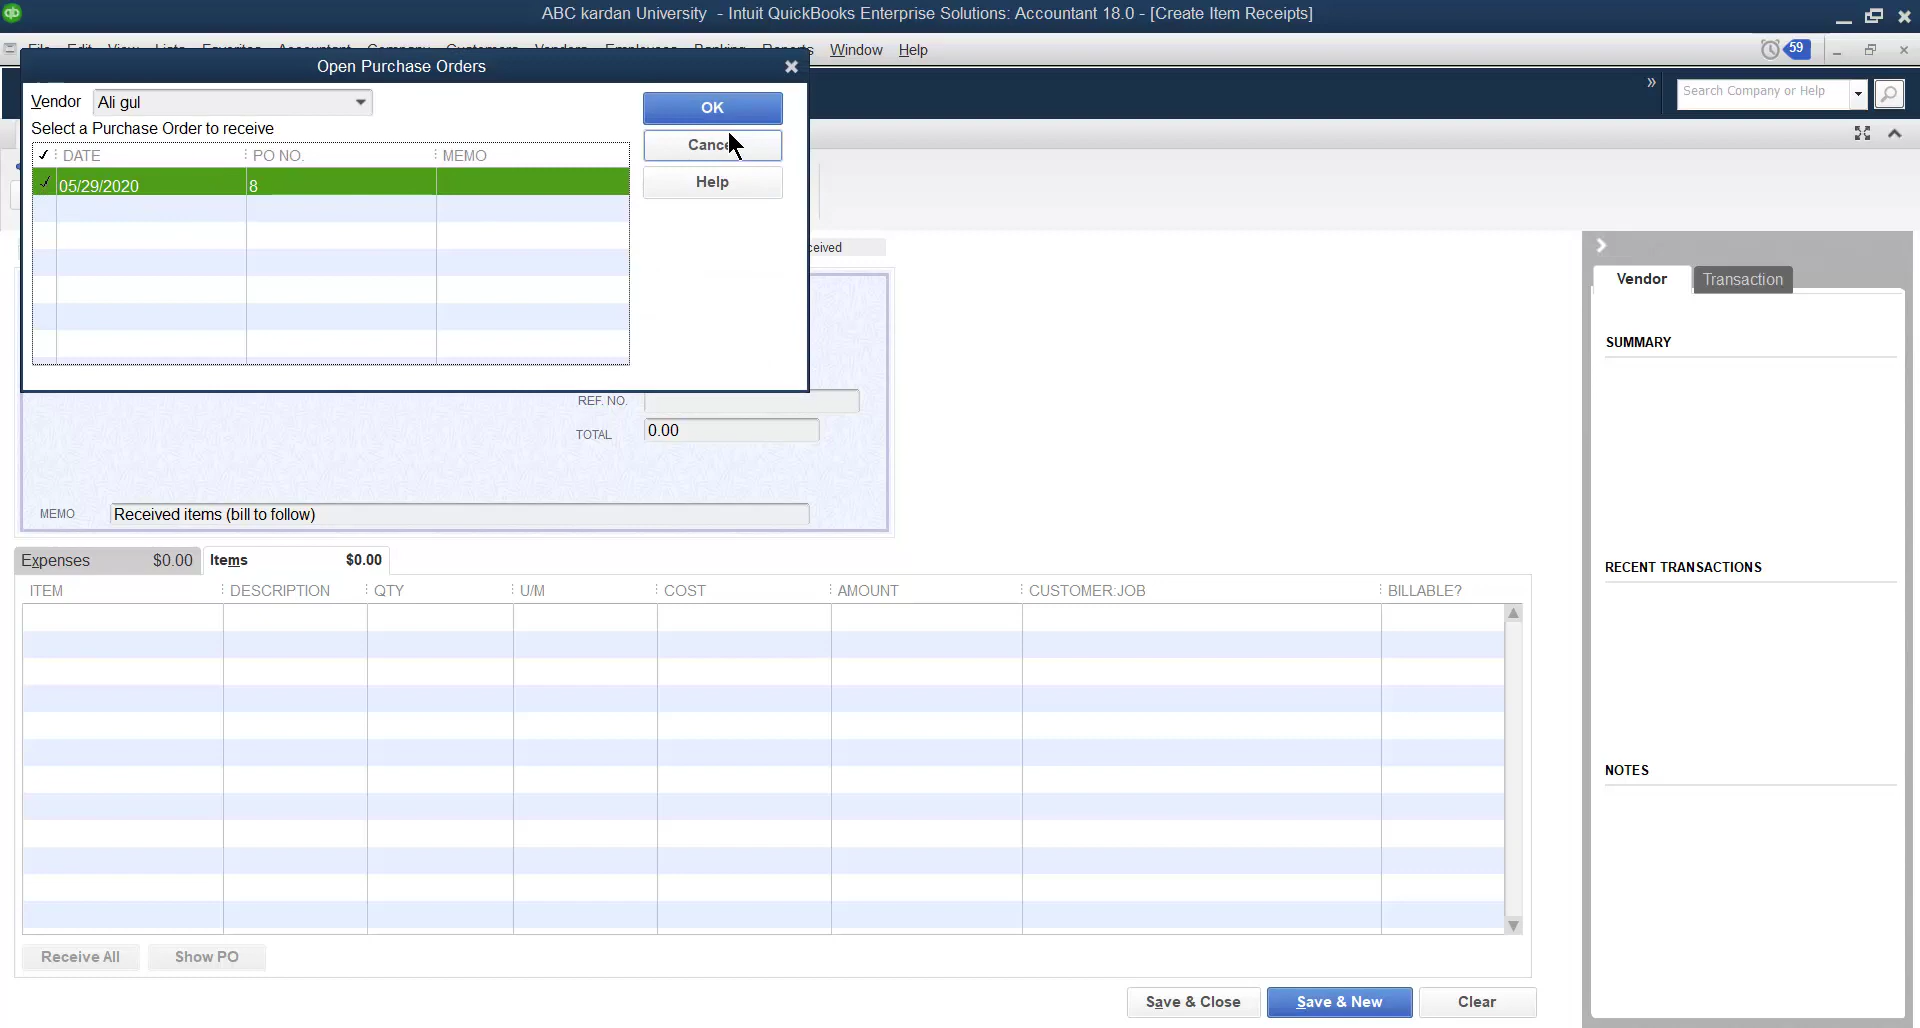 ABC kardan University - Intuit QuickBooks Enterprise Solutions: Accountant 18.0 - [Create Item Receipts]
File Edit View Lists Favorites Accountant Company Customers Vendors Employees Banking Reports Window Help
59
Open Purchase Orders
Search Company or Help
Vendor Ali gul
OK
Select a Purchase Order to receive
Cancel
DATE PO NO. MEMO
05/29/2020 8
Help
ceived
Vendor Transaction
SUMMARY
REF. NO.
TOTAL 0.00
MEMO Received items (bill to follow)
Expenses $0.00 Items $0.00
RECENT TRANSACTIONS
ITEM DESCRIPTION QTY U/M COST AMOUNT CUSTOMER:JOB BILLABLE?
NOTES
Receive All Show PO
Save & Close Save & New Clear